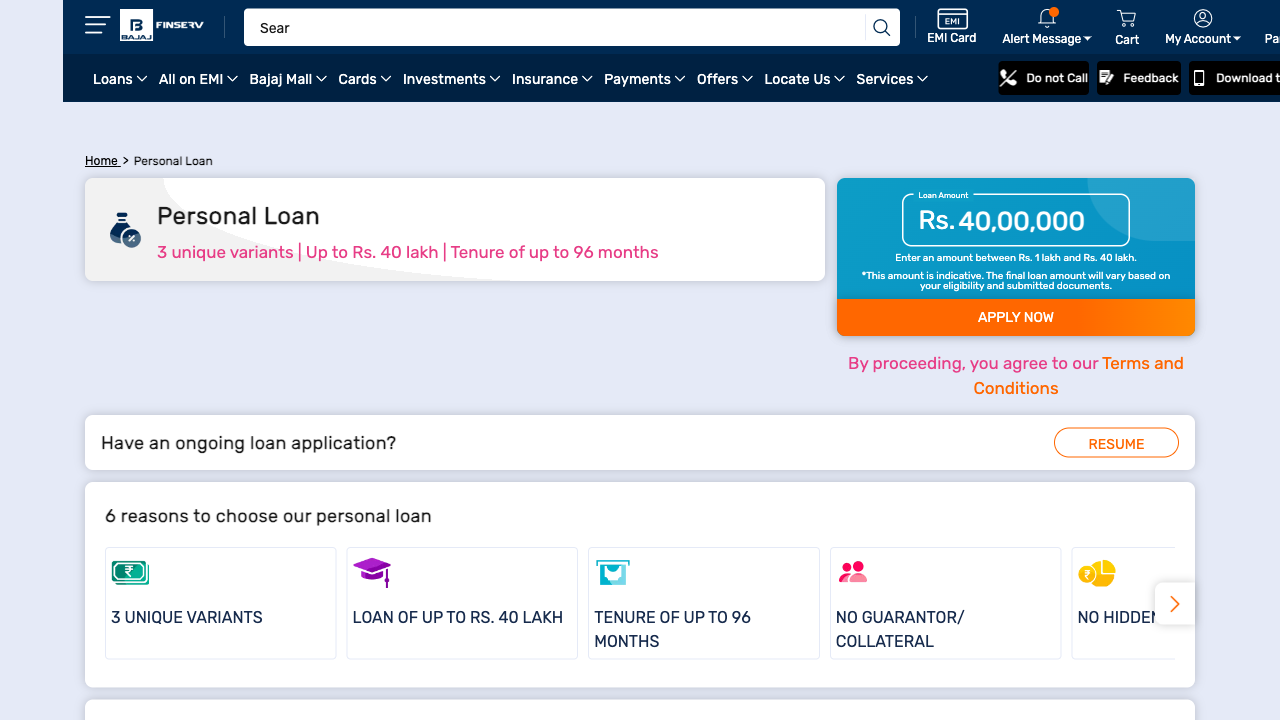 BAJAJ FINSERV
Sear
EMI
EMI Card
Alert Message
Cart
My Account
Loans All on EMI Bajaj Mall Cards Investments Insurance Payments Offers Locate Us Services
Do not Call
Feedback
Download
Home > Personal Loan
Personal Loan
3 unique variants | Up to Rs. 40 lakh | Tenure of up to 96 months
Loan Amount
Rs. 40,00,000
Enter an amount between Rs. 1 lakh and Rs. 40 lakh.
*This amount is indicative. The final loan amount will vary based on
your eligibility and submitted documents.
APPLY NOW
By proceeding, you agree to our Terms and
Conditions
Have an ongoing loan application?
RESUME
6 reasons to choose our personal loan
3 UNIQUE VARIANTS
LOAN OF UP TO RS. 40 LAKH
TENURE OF UP TO 96
MONTHS
NO GUARANTOR/
COLLATERAL
NO HIDDEN